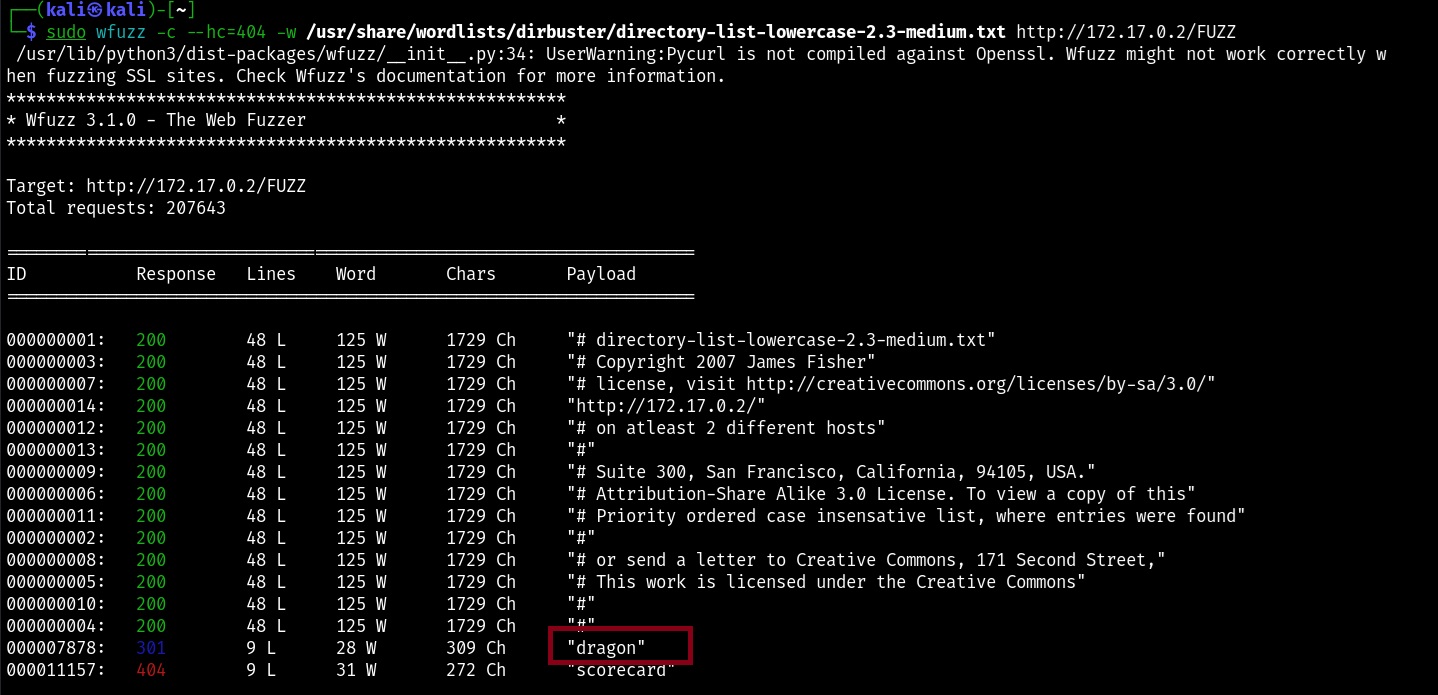 ┌──(kali㉿kali)-[~]
└─$ sudo wfuzz -c --hc=404 -w /usr/share/wordlists/dirbuster/directory-list-lowercase-2.3-medium.txt http://172.17.0.2/FUZZ
/usr/lib/python3/dist-packages/wfuzz/__init__.py:34: UserWarning:Pycurl is not compiled against Openssl. Wfuzz might not work correctly w
hen fuzzing SSL sites. Check Wfuzz's documentation for more information.
********************************************************
* Wfuzz 3.1.0 - The Web Fuzzer                         *
********************************************************
Target: http://172.17.0.2/FUZZ
Total requests: 207643
=====================================================================
ID           Response   Lines    Word       Chars       Payload
=====================================================================
000000001:   200        48 L     125 W      1729 Ch     "# directory-list-lowercase-2.3-medium.txt"
000000003:   200        48 L     125 W      1729 Ch     "# Copyright 2007 James Fisher"
000000007:   200        48 L     125 W      1729 Ch     "# license, visit http://creativecommons.org/licenses/by-sa/3.0/"
000000014:   200        48 L     125 W      1729 Ch     "http://172.17.0.2/"
000000012:   200        48 L     125 W      1729 Ch     "# on atleast 2 different hosts"
000000013:   200        48 L     125 W      1729 Ch     "#"
000000009:   200        48 L     125 W      1729 Ch     "# Suite 300, San Francisco, California, 94105, USA."
000000006:   200        48 L     125 W      1729 Ch     "# Attribution-Share Alike 3.0 License. To view a copy of this"
000000011:   200        48 L     125 W      1729 Ch     "# Priority ordered case insensative list, where entries were found"
000000002:   200        48 L     125 W      1729 Ch     "#"
000000008:   200        48 L     125 W      1729 Ch     "# or send a letter to Creative Commons, 171 Second Street,"
000000005:   200        48 L     125 W      1729 Ch     "# This work is licensed under the Creative Commons"
000000010:   200        48 L     125 W      1729 Ch     "#"
000000004:   200        48 L     125 W      1729 Ch     "#"
000007878:   301        9 L      28 W       309 Ch      "dragon"
000011157:   404        9 L      31 W       272 Ch      "scorecard"